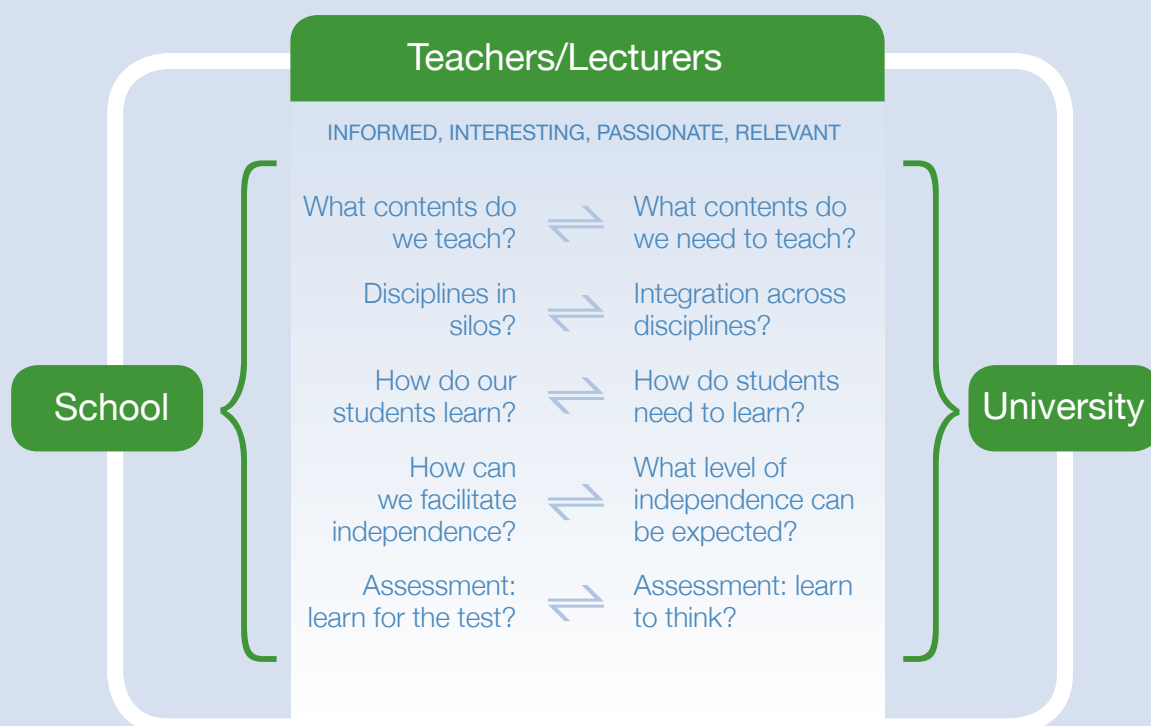 Teachers/Lecturers
INFORMED, INTERESTING, PASSIONATE, RELEVANT
What contents do
we teach?
What contents do
we need to teach?
Disciplines in
silos?
Integration across
disciplines?
School
How do our
students learn?
How do students
need to learn?
University
How can
we facilitate
independence?
What level of
independence can
be expected?
Assessment:
learn for the test?
Assessment: learn
to think?